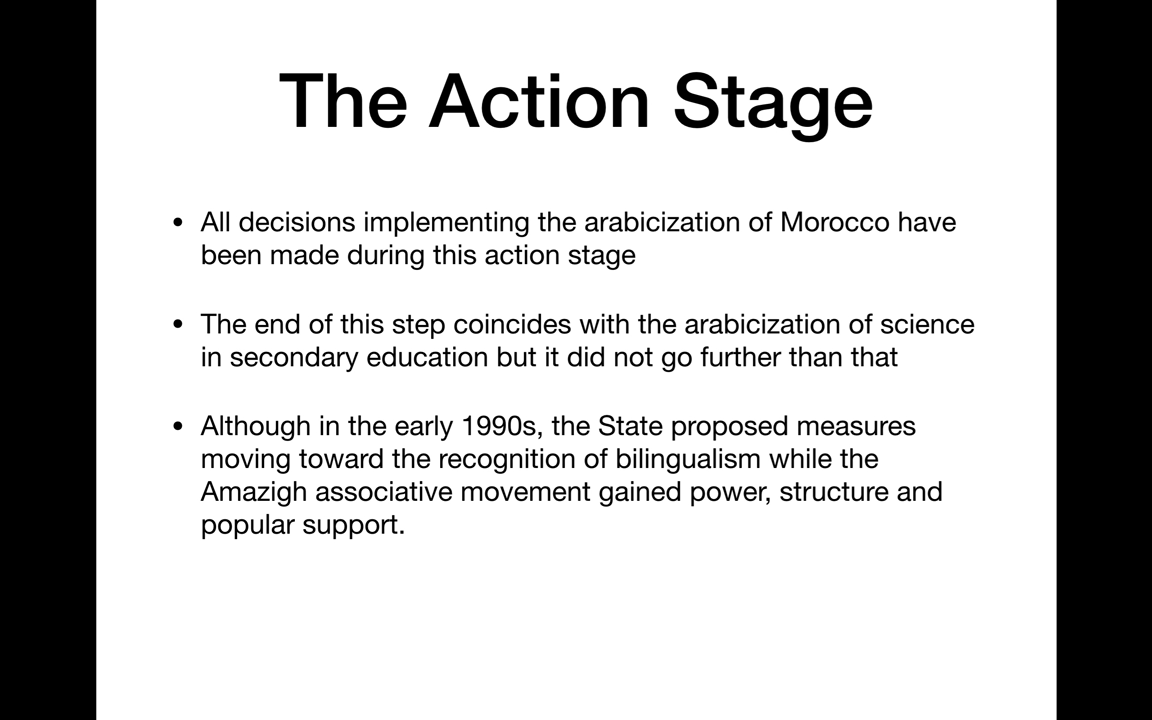 The Action Stage
• All decisions implementing the arabicization of Morocco have
been made during this action stage
• The end of this step coincides with the arabicization of science
in secondary education but it did not go further than that
• Although in the early 1990s, the State proposed measures
moving toward the recognition of bilingualism while the
Amazigh associative movement gained power, structure and
popular support.